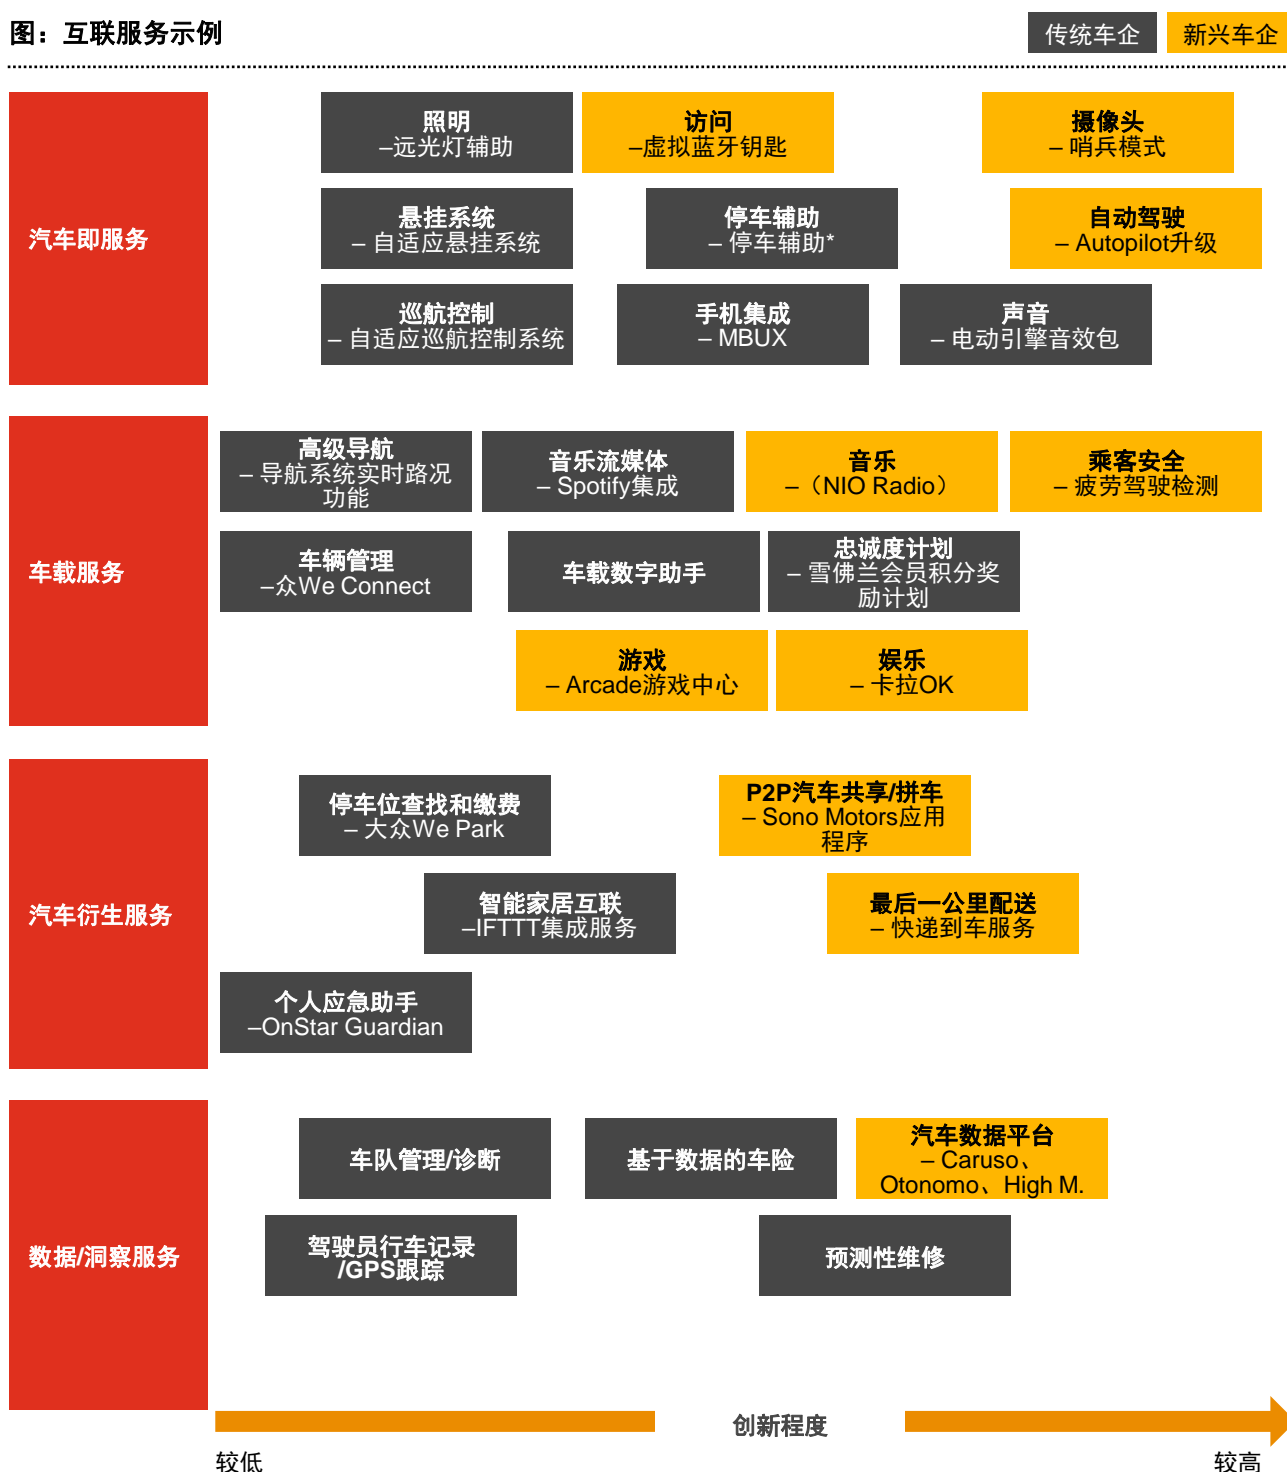 图：互联服务示例
传统车企
新兴车企
汽车即服务
照明
–远光灯辅助
访问
–虚拟蓝牙钥匙
摄像头
– 哨兵模式
悬挂系统
– 自适应悬挂系统
停车辅助
– 停车辅助*
自动驾驶
– Autopilot升级
巡航控制
– 自适应巡航控制系统
手机集成
– MBUX
声音
– 电动引擎音效包
车载服务
高级导航
– 导航系统实时路况
功能
音乐流媒体
– Spotify集成
音乐
–（NIO Radio）
乘客安全
– 疲劳驾驶检测
车辆管理
–众We Connect
车载数字助手
忠诚度计划
– 雪佛兰会员积分奖
励计划
游戏
– Arcade游戏中心
娱乐
– 卡拉OK
汽车衍生服务
停车位查找和缴费
– 大众We Park
P2P汽车共享/拼车
– Sono Motors应用
程序
智能家居互联
–IFTTT集成服务
最后一公里配送
– 快递到车服务
个人应急助手
–OnStar Guardian
数据/洞察服务
车队管理/诊断
基于数据的车险
汽车数据平台
– Caruso、
Otonomo、High M.
驾驶员行车记录
/GPS跟踪
预测性维修
创新程度
较低
较高